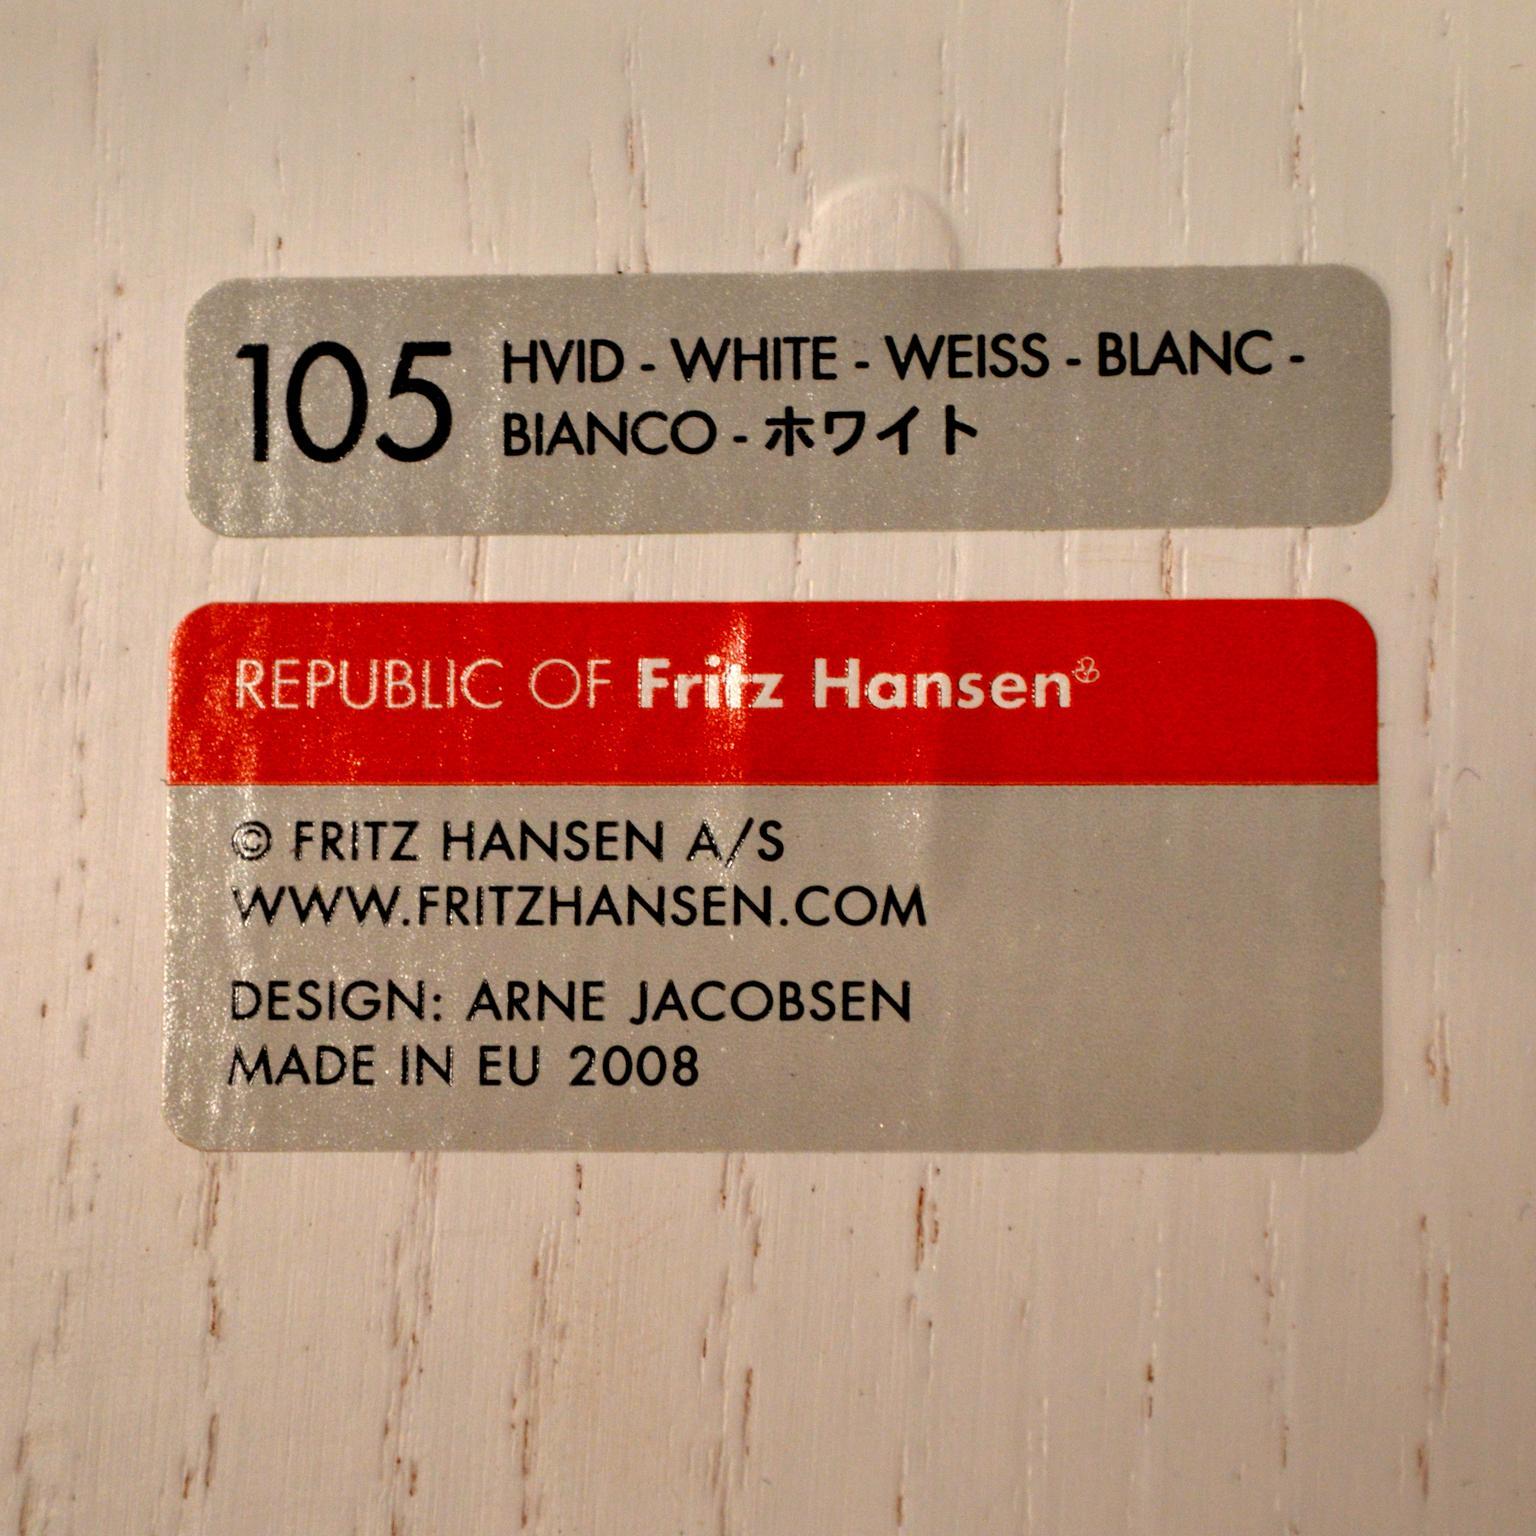 105 HVID - WHITE - WEISS - BLANC -
BIANCO - ホワイト
REPUBLIC OF Fritz Hansen
© FRITZ HANSEN A/S
WWW.FRITZHANSEN.COM
DESIGN: ARNE JACOBSEN
MADE IN EU 2008